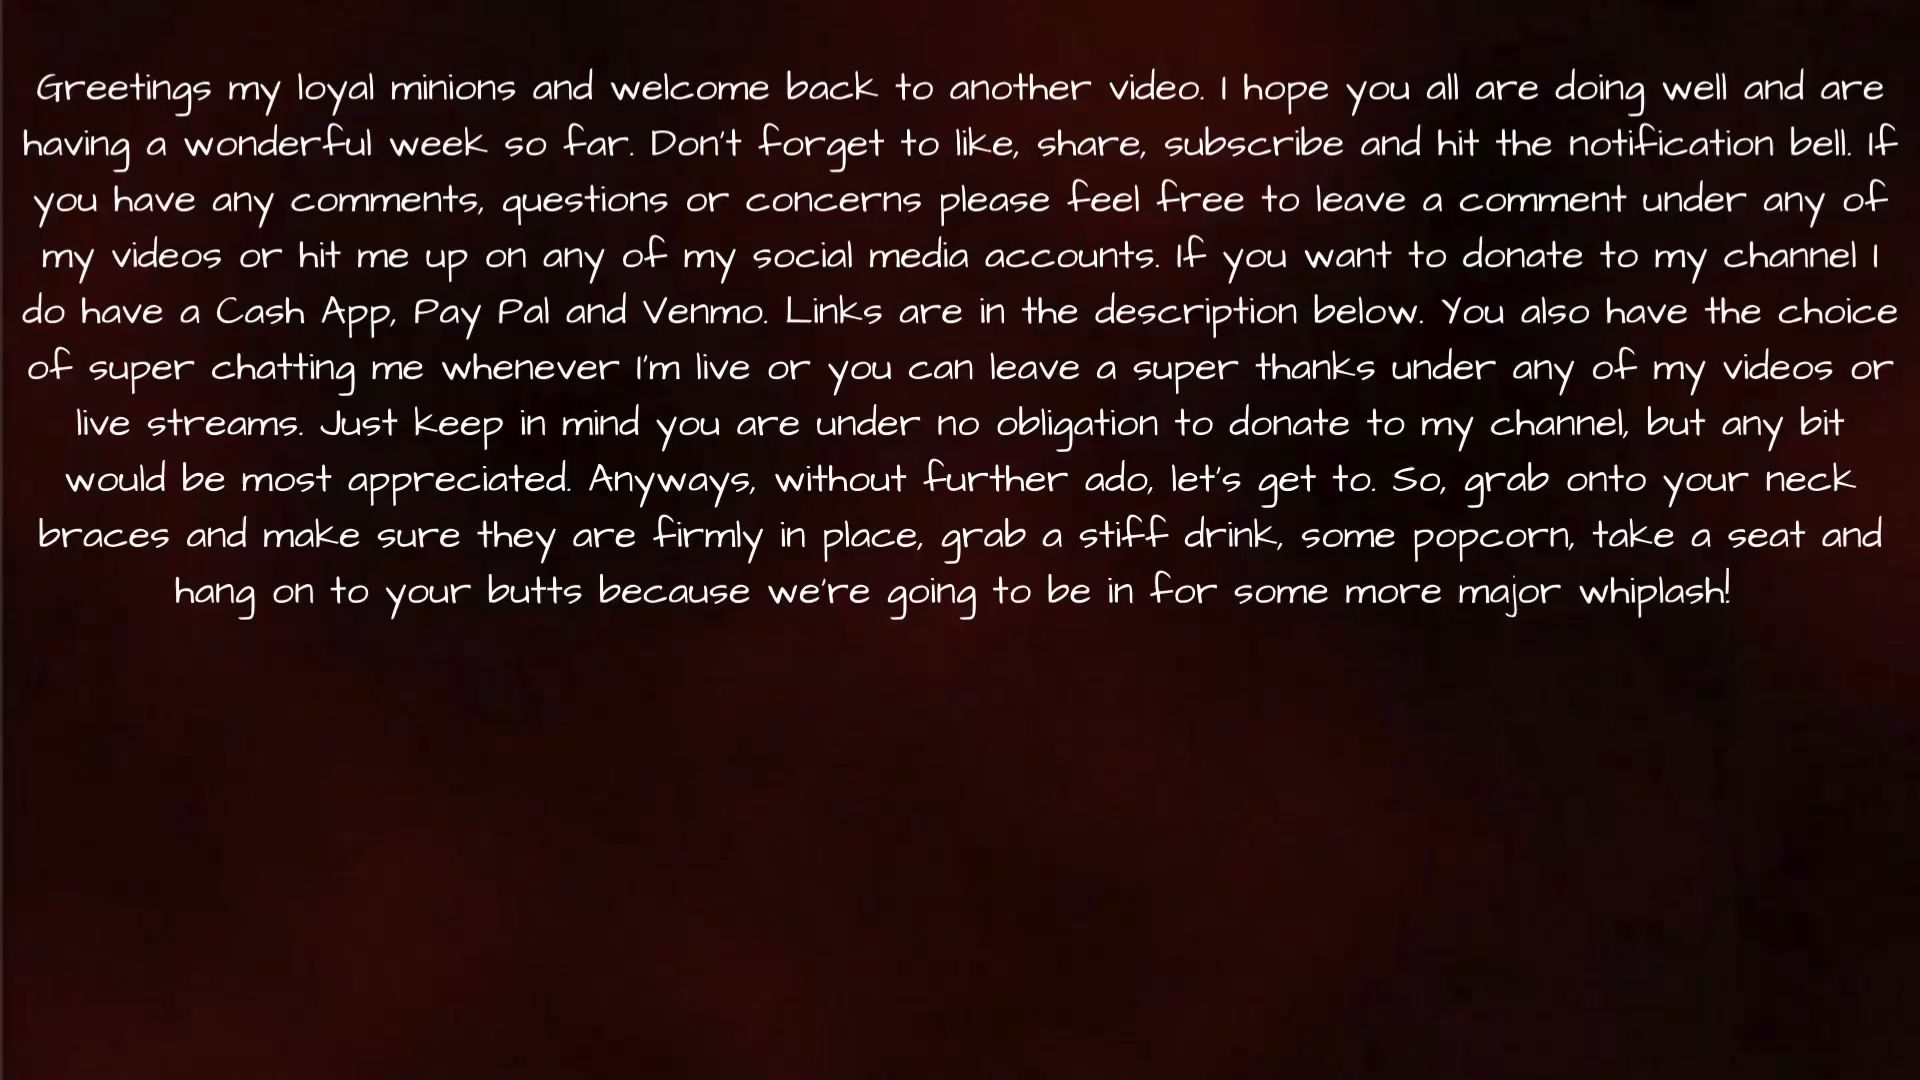 Greetings my loyal minions and welcome back to another video. I hope you all are doing well and are
having a wonderful week so far. Don't forget to like, share, subscribe and hit the notification bell. If
you have any comments, questions or concerns please feel free to leave a comment under any of
my videos or hit me up on any of my social media accounts. If you want to donate to my channel I
do have a Cash App, Pay Pal and Venmo. Links are in the description below. You also have the choice
of super chatting me whenever I'm live or you can leave a super thanks under any of my videos or
live streams. Just keep in mind you are under no obligation to donate to my channel, but any bit
would be most appreciated. Anyways, without further ado, let's get to. So, grab onto your neck
braces and make sure they are firmly in place, grab a stiff drink, some popcorn, take a seat and
hang on to your butts because we're going to be in for some more major whiplash!